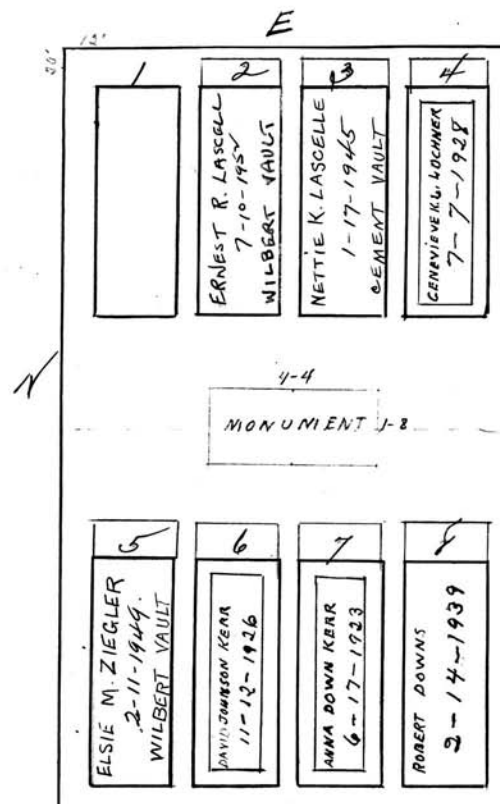 E
12'
20'
1
2
3
4
ERNEST R. LASCELL
7-10-1952
WILBERT VAULT
NETTIE K. LASCELLE
1-17-1945
CEMENT VAULT
GENEVIEVE K.L. LOCHNER
7-7-1928
N
4-4
MONUMENT 1-8
5
6
7
8
ELSIE M. ZIEGLER
2-11-1949.
WILBERT VAULT
DAVID JOHNSON KERR
11-12-1926
ANNA DOWN KERR
6-17-1923
ROBERT DOWNS
2-14-1939